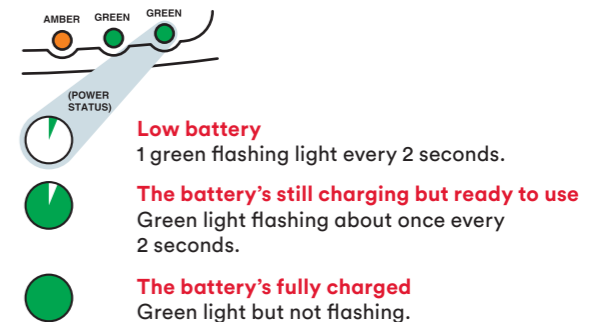 AMBER GREEN GREEN
(POWER
STATUS)
Low battery
1 green flashing light every 2 seconds.
The battery's still charging but ready to use
Green light flashing about once every
2 seconds.
The battery's fully charged
Green light but not flashing.